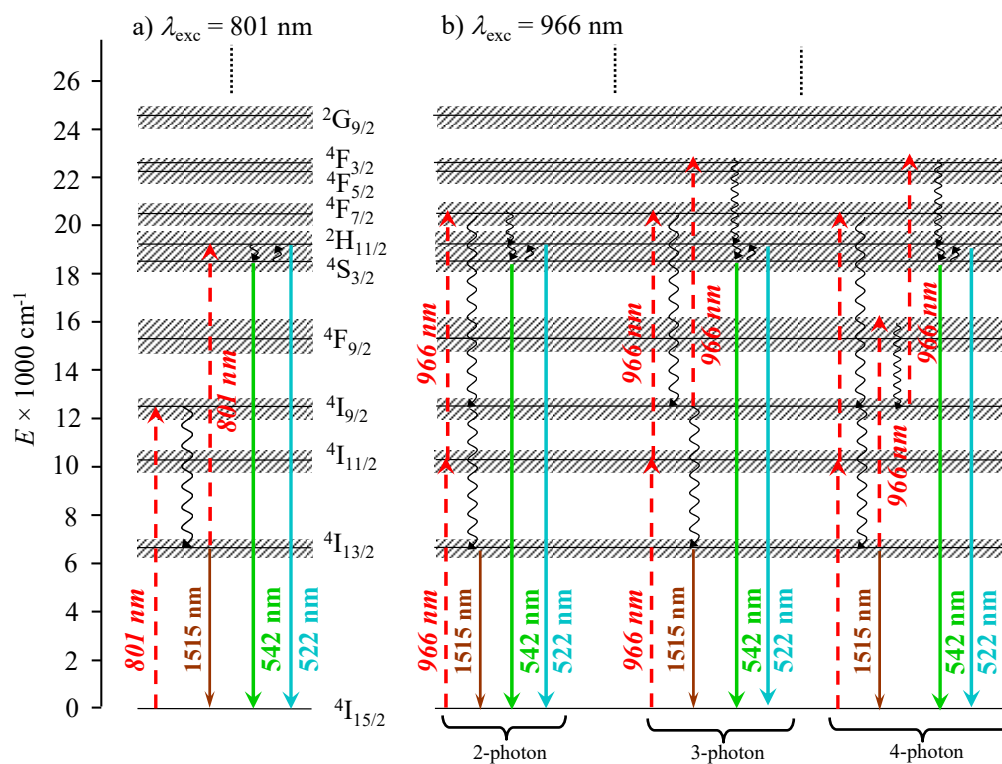 a) λexc = 801 nm
b) λexc = 966 nm
E × 1000 cm-1
26
24
22
20
18
16
14
12
10
8
6
4
2
0
2G9/2
4F3/2
4F5/2
4F7/2
2H11/2
4S3/2
4F9/2
4I9/2
4I11/2
4I13/2
4I15/2
801 nm
801 nm
1515 nm
542 nm
522 nm
966 nm
966 nm
1515 nm
542 nm
522 nm
966 nm
966 nm
966 nm
1515 nm
542 nm
522 nm
966 nm
966 nm
966 nm
966 nm
1515 nm
542 nm
522 nm
2-photon
3-photon
4-photon